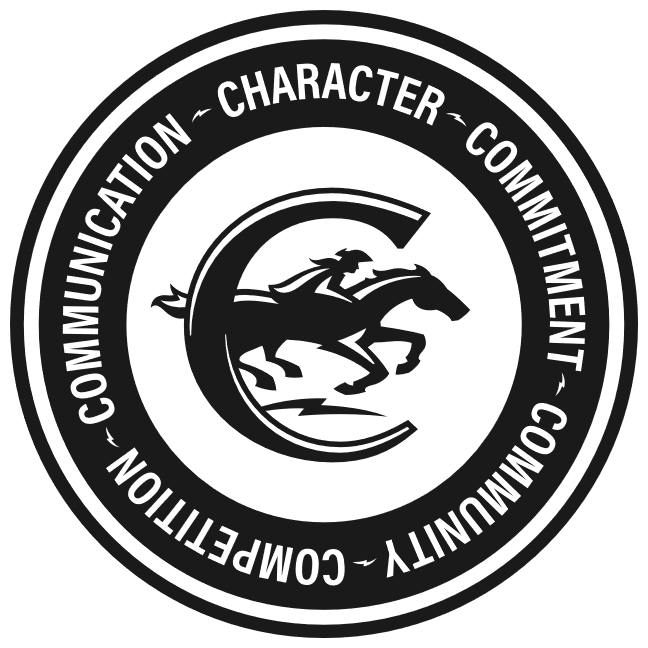 CHARACTER
COMMITMENT
COMMUNITY
COMPETITION
COMMUNICATION
C